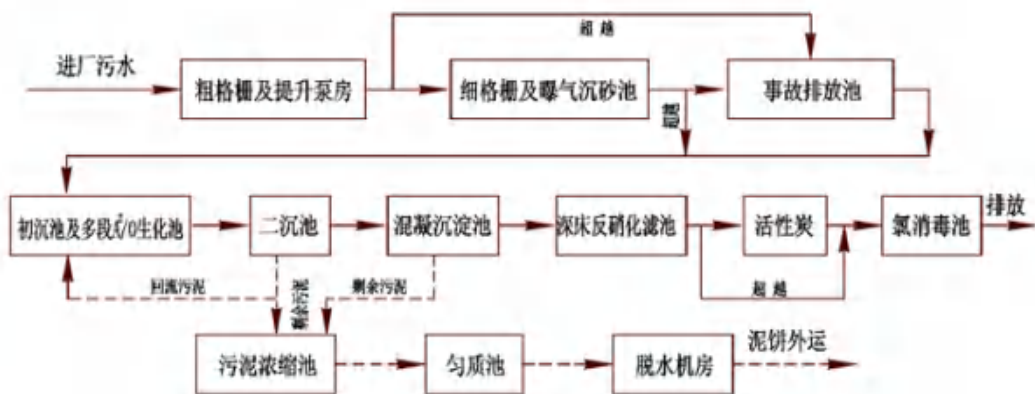 超越
进厂污水
粗格栅及提升泵房
细格栅及曝气沉砂池
事故排放池
超越
初沉池及多段A²/O生化池
二沉池
混凝沉淀池
深床反硝化滤池
活性炭
氯消毒池
排放
回流污泥
剩余污泥
剩余污泥
超越
污泥浓缩池
匀质池
脱水机房
泥饼外运